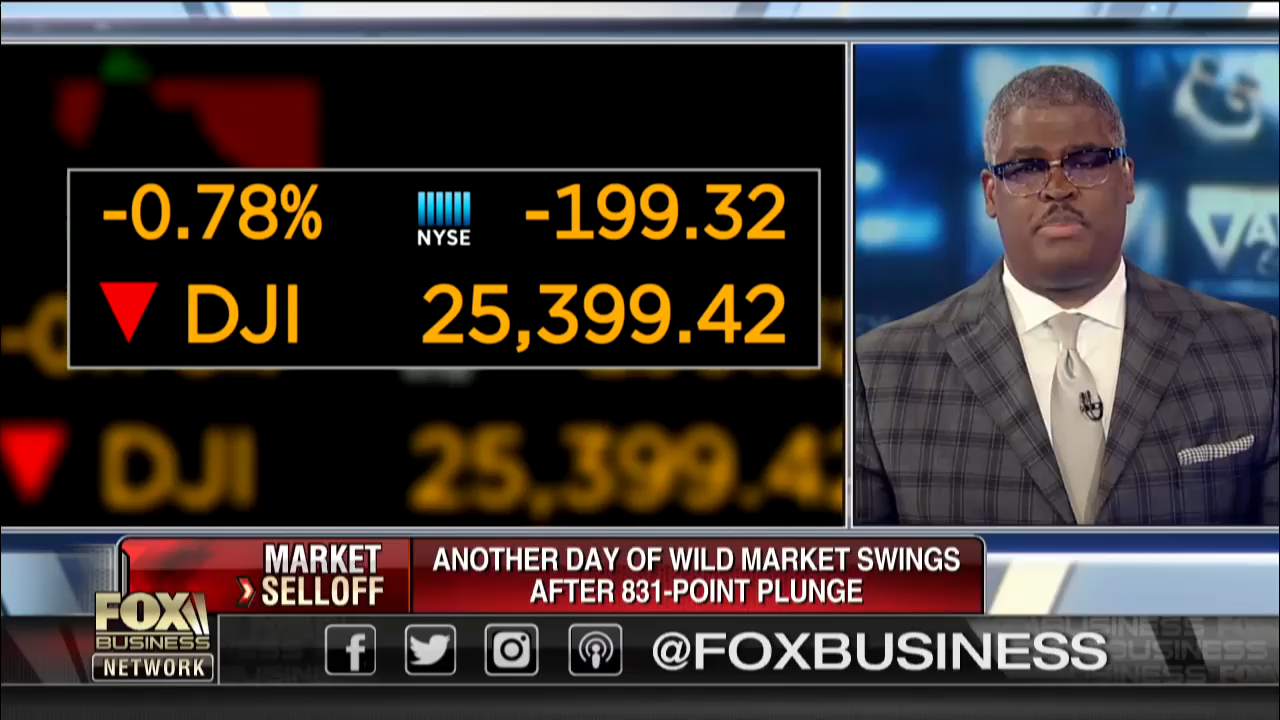 -0.78% NYSE -199.32
DJI 25,399.42
DJI 25,399.42
MARKET
SELLOFF
ANOTHER DAY OF WILD MARKET SWINGS
AFTER 831-POINT PLUNGE
FOX
BUSINESS
NETWORK
@FOXBUSINESS